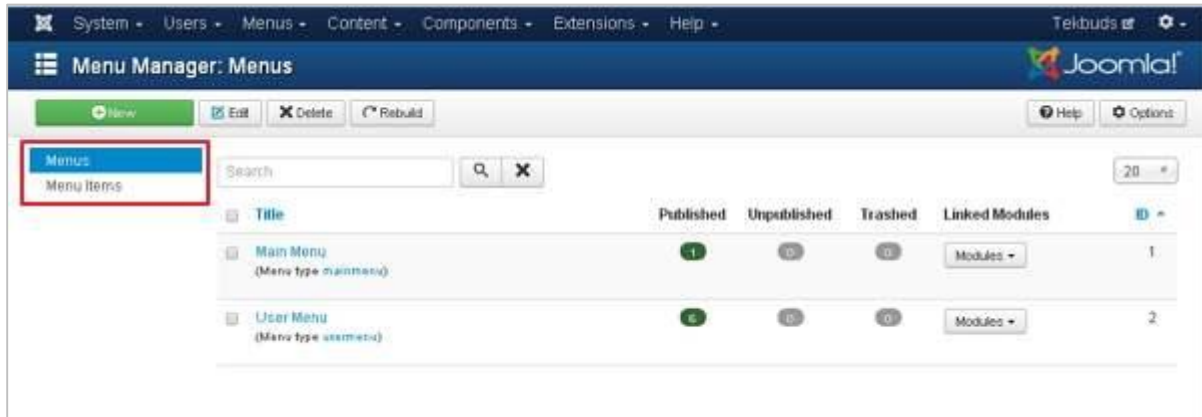 System Users Menus Content Components Extensions Help Tekbuds
Menu Manager: Menus Joomla!
New Edit Delete Rebuild Help Options
Menus
Menu Items
Search 20
Title Published Unpublished Trashed Linked Modules ID
Main Menu 1 0 0 Modules 1
(Menu type mainmenu)
User Menu 6 0 0 Modules 2
(Menu type usermenu)